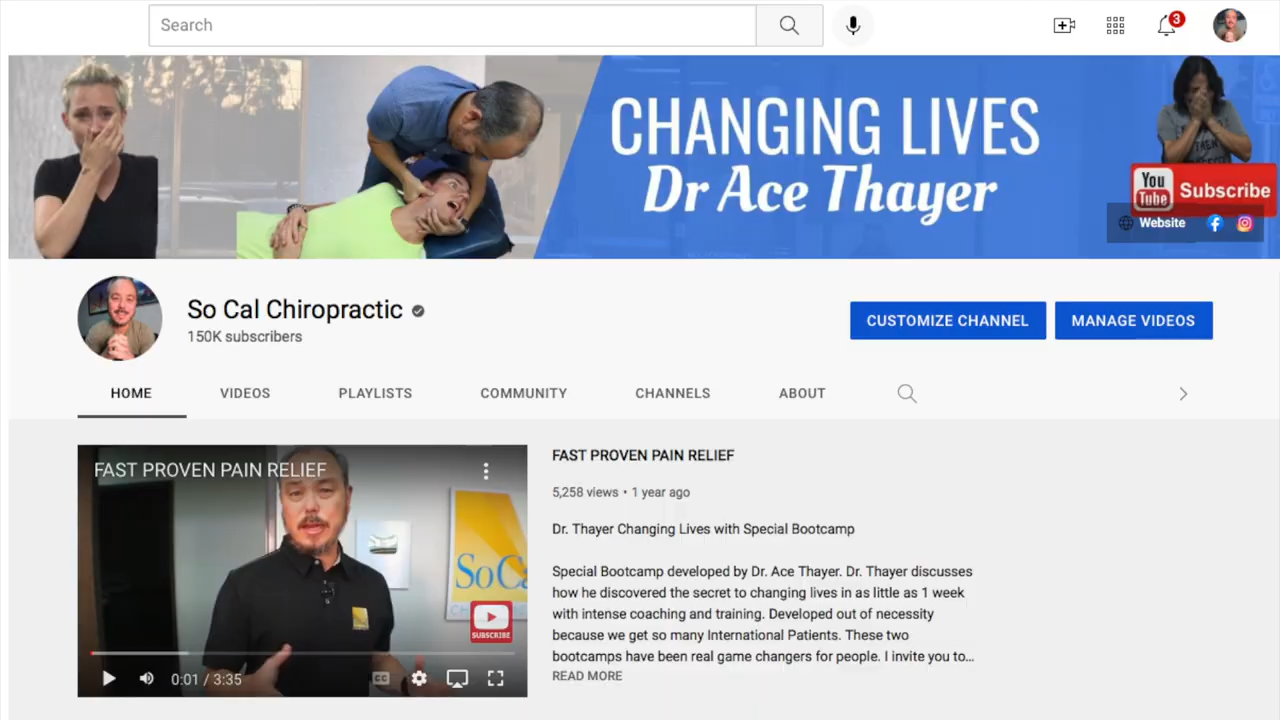 Search
3
CHANGING LIVES
Dr Ace Thayer
You
Tube
Subscribe
Website
So Cal Chiropractic
150K subscribers
CUSTOMIZE CHANNEL
MANAGE VIDEOS
HOME
VIDEOS
PLAYLISTS
COMMUNITY
CHANNELS
ABOUT
FAST PROVEN PAIN RELIEF
SoCa
SUBSCRIBE
CC
0:01 / 3:35
FAST PROVEN PAIN RELIEF
5,258 views • 1 year ago
Dr. Thayer Changing Lives with Special Bootcamp
Special Bootcamp developed by Dr. Ace Thayer. Dr. Thayer discusses
how he discovered the secret to changing lives in as little as 1 week
with intense coaching and training. Developed out of necessity
because we get so many International Patients. These two
bootcamps have been real game changers for people. I invite you to...
READ MORE